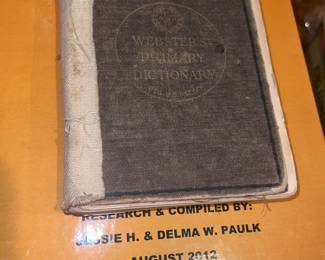 WEBSTER'S
PRIMARY
DICTIONARY
RESEARCH & COMPILED BY:
JESSIE H. & DELMA W. PAULK
AUGUST 2012